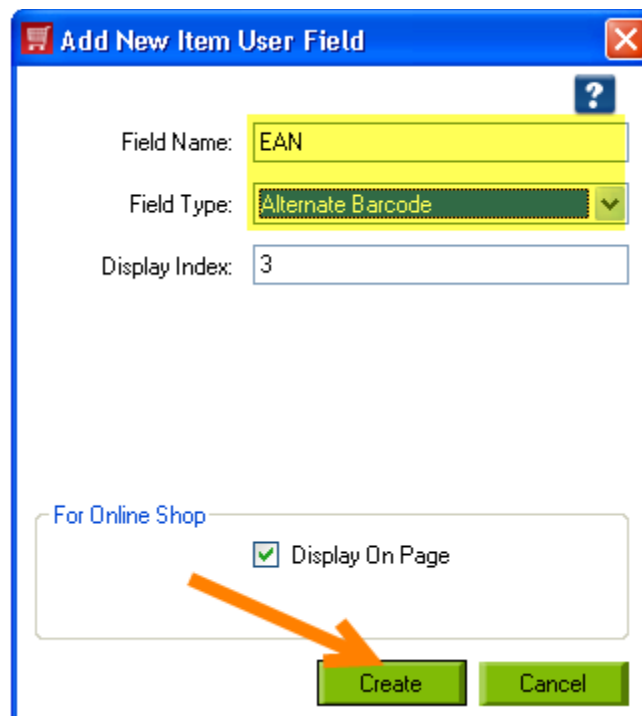 Add New Item User Field
?
Field Name: EAN
Field Type: Alternate Barcode
Display Index: 3
For Online Shop
Display On Page
Create Cancel